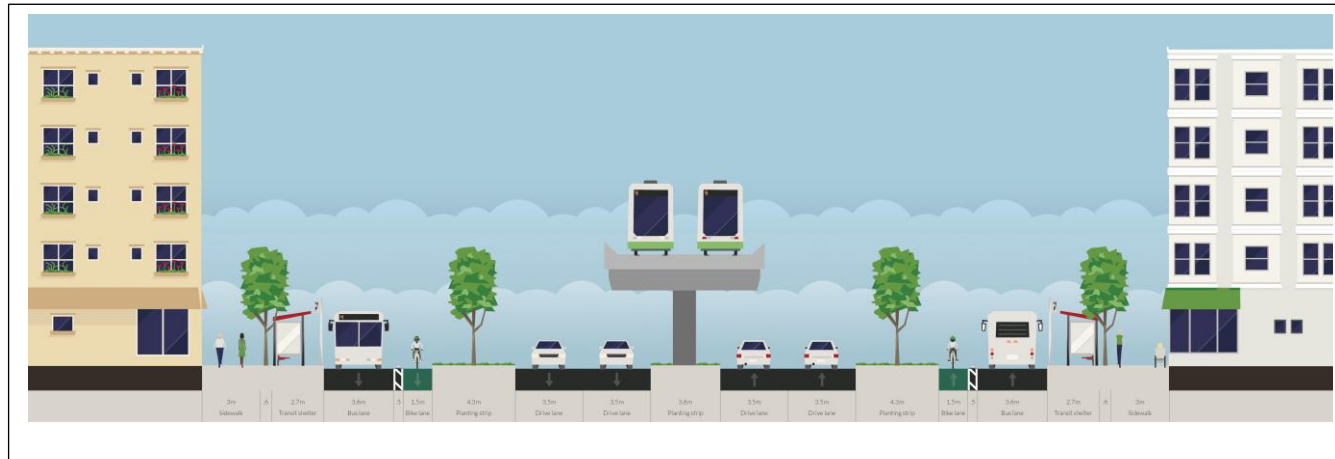 3m .6 2.7m 3.6m .5 1.5m 4.3m 3.5m 3.5m 3.6m 3.5m 3.5m 4.3m 1.5m .5 3.6m 2.7m .6 3m
Sidewalk Transit shelter Bus lane Bike lane Planting strip Drive lane Drive lane Planting strip Drive lane Drive lane Planting strip Bike lane Bus lane Transit shelter Sidewalk